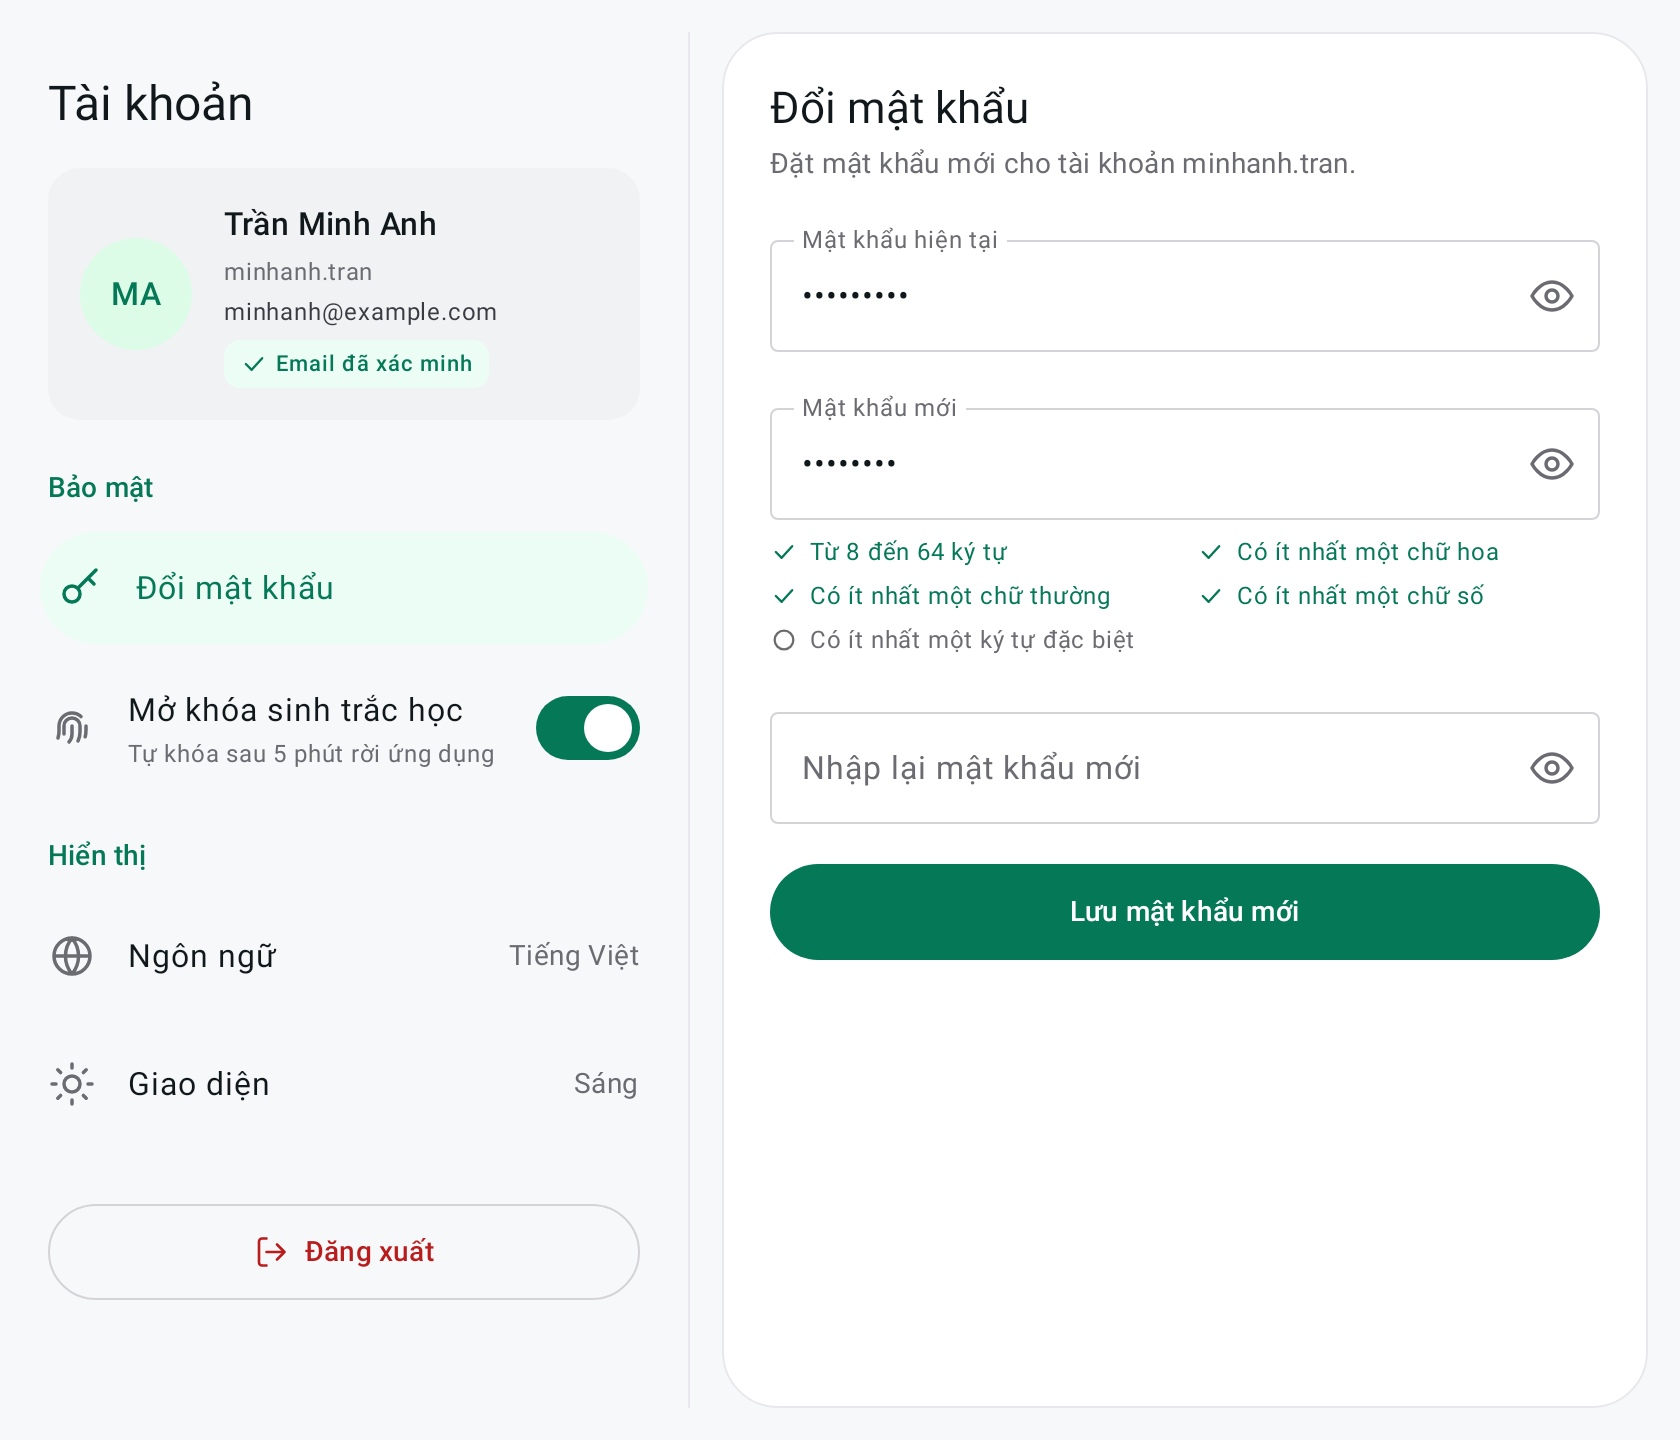 Tài khoản
MA
Trần Minh Anh
minhanh.tran
minhanh@example.com
Email đã xác minh
Bảo mật
Đổi mật khẩu
Mở khóa sinh trắc học
Tự khóa sau 5 phút rời ứng dụng
Hiển thị
Ngôn ngữ
Tiếng Việt
Giao diện
Sáng
Đăng xuất
Đổi mật khẩu
Đặt mật khẩu mới cho tài khoản minhanh.tran.
Mật khẩu hiện tại
•••••••••
Mật khẩu mới
••••••••
Từ 8 đến 64 ký tự
Có ít nhất một chữ hoa
Có ít nhất một chữ thường
Có ít nhất một chữ số
Có ít nhất một ký tự đặc biệt
Nhập lại mật khẩu mới
Lưu mật khẩu mới